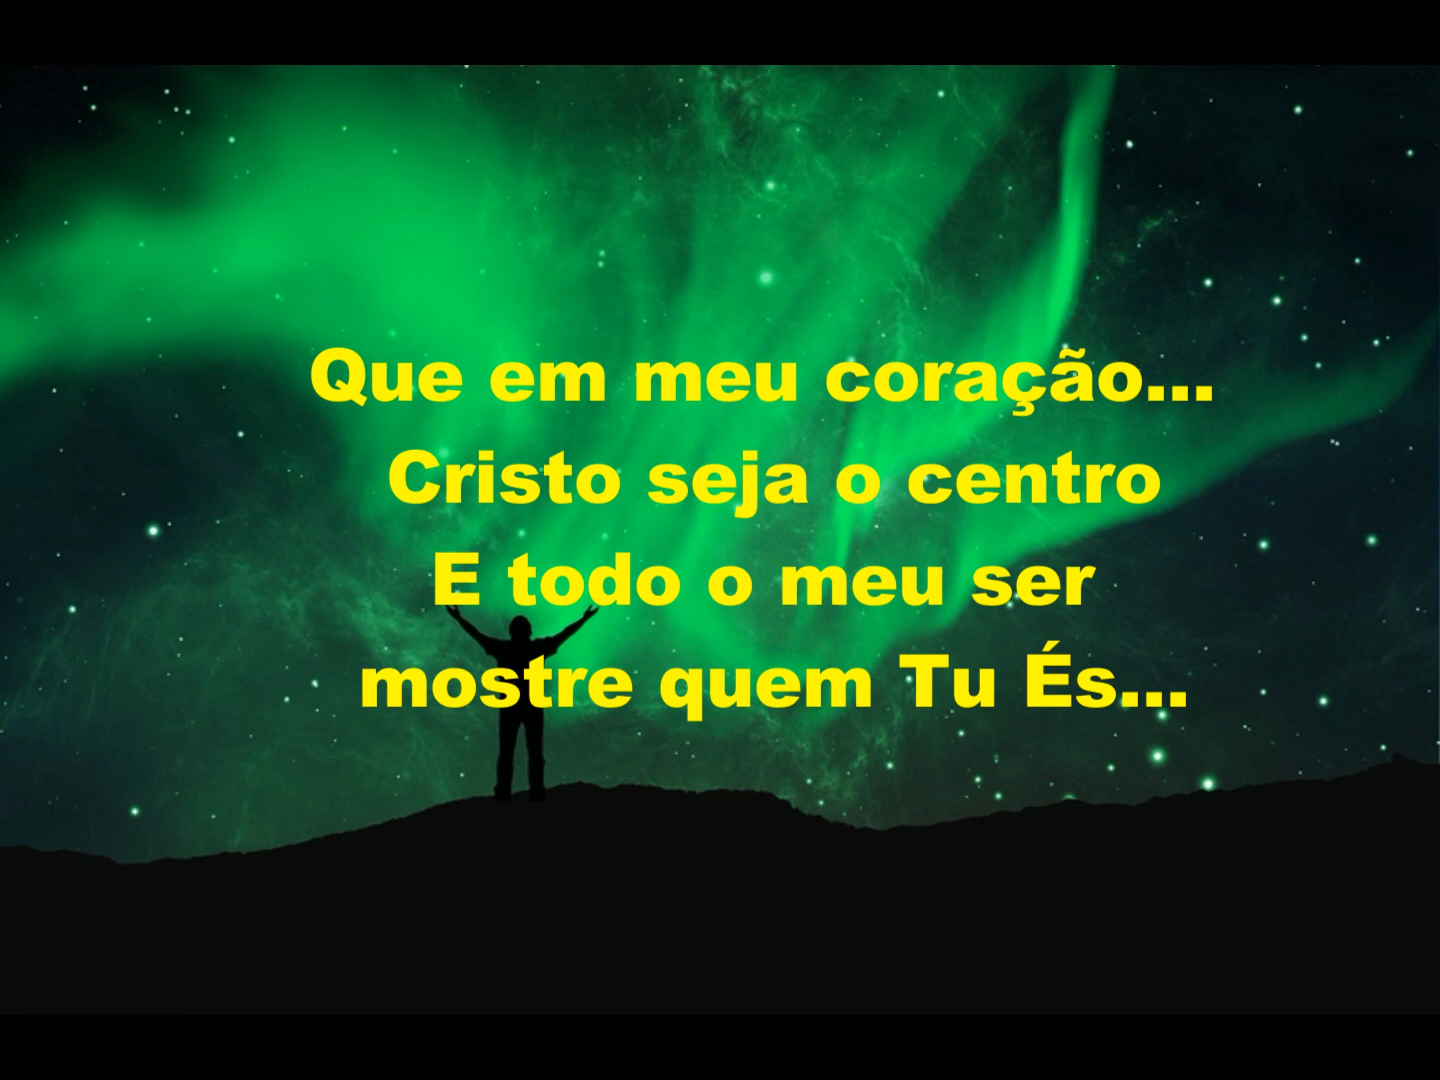 Que em meu coração...
Cristo seja o centro
E todo o meu ser
mostre quem Tu És...